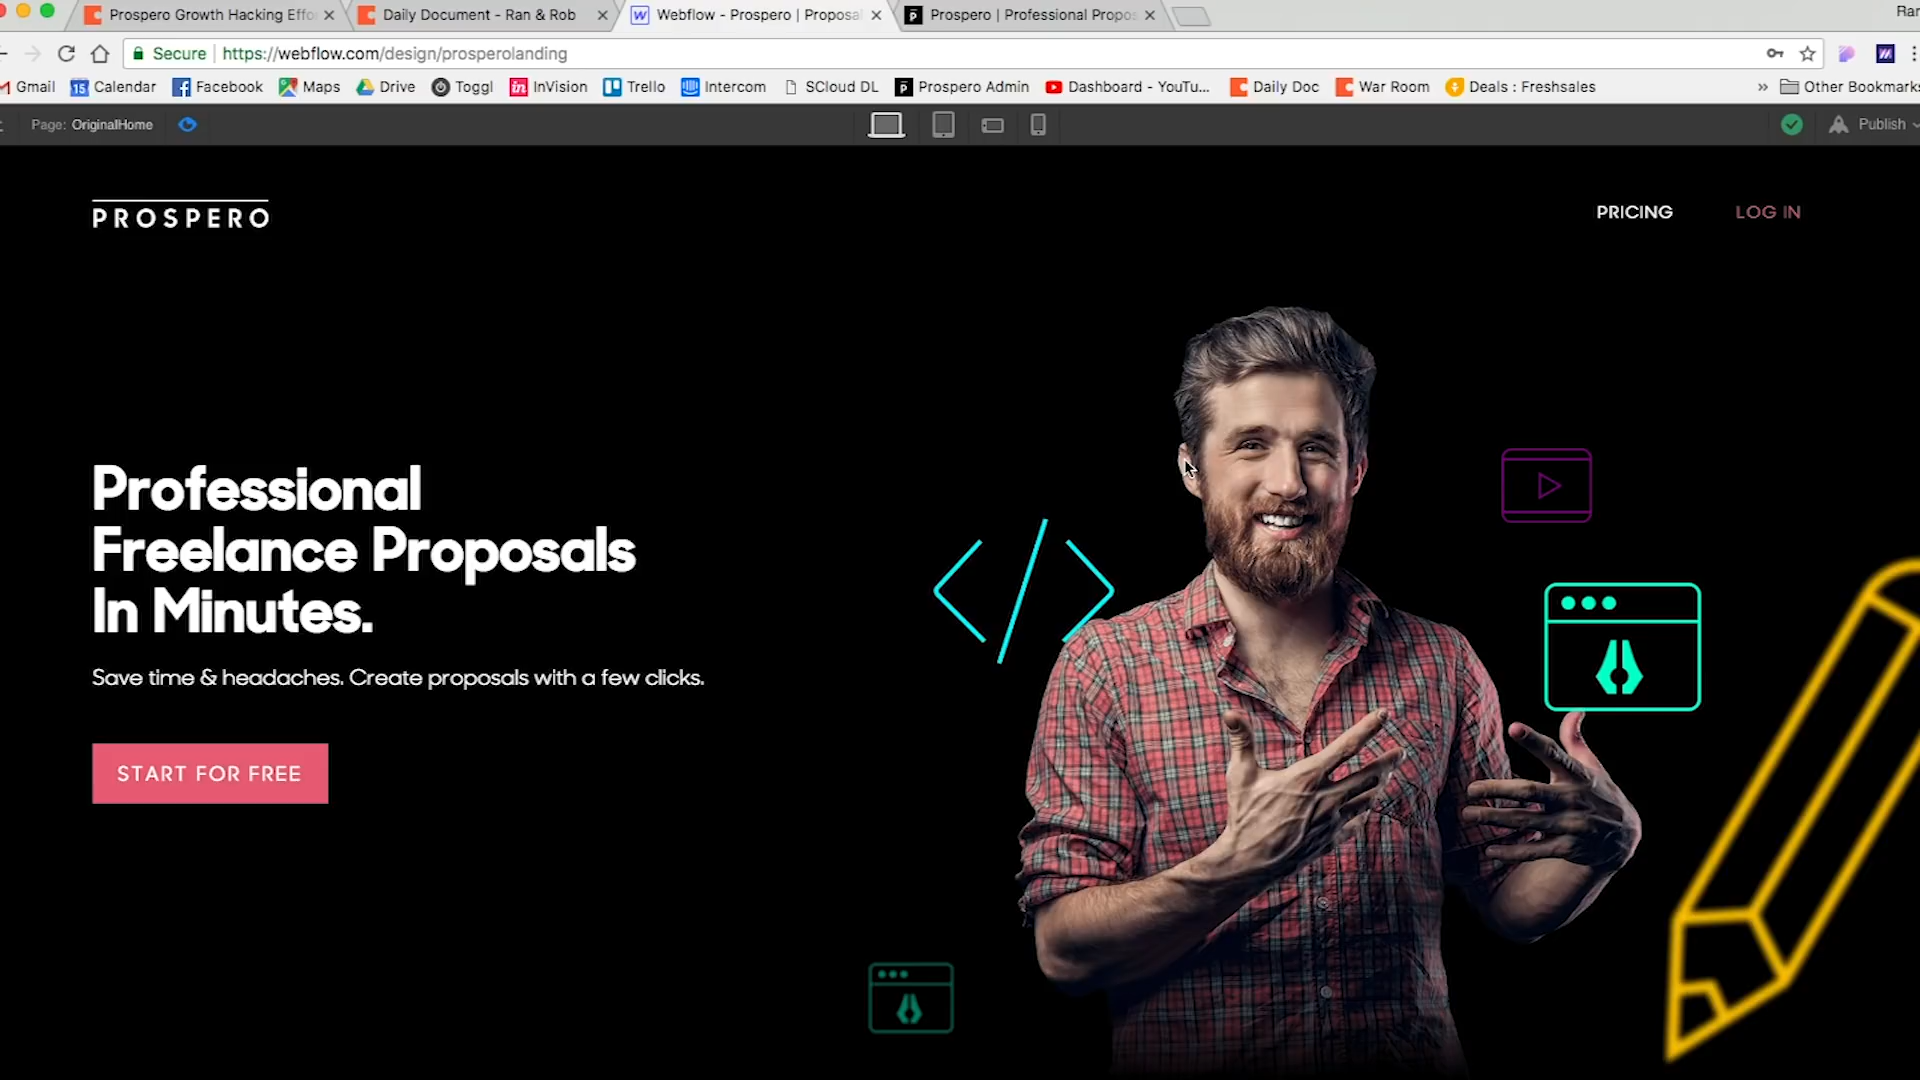 Prospero Growth Hacking Effo
Daily Document - Ran & Rob
Webflow - Prospero | Proposa
Prospero | Professional Propo
Ran
Secure
https://webflow.com/design/prosperolanding
Gmail
Calendar
Facebook
Maps
Drive
Toggl
InVision
Trello
Intercom
SCloud DL
Prospero Admin
Dashboard - YouTu...
Daily Doc
War Room
Deals : Freshsales
»
Other Bookmarks
Page: OriginalHome
Publish
PROSPERO
PRICING
LOG IN
Professional
Freelance Proposals
In Minutes.
Save time & headaches. Create proposals with a few clicks.
START FOR FREE